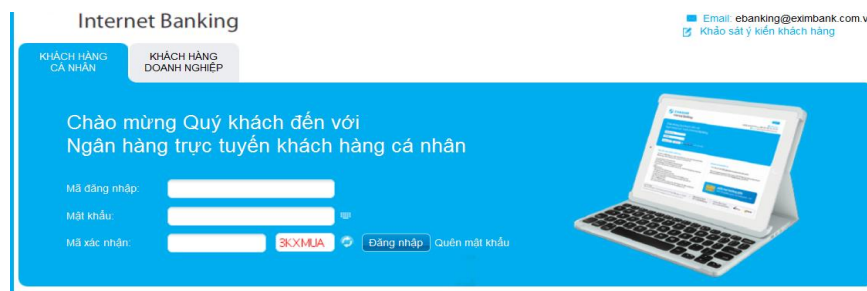 Internet Banking
Email: ebanking@eximbank.com.v
Khảo sát ý kiến khách hàng
KHÁCH HÀNG
CÁ NHÂN
KHÁCH HÀNG
DOANH NGHIỆP
Chào mừng Quý khách đến với
Ngân hàng trực tuyến khách hàng cá nhân
Mã đăng nhập:
Mật khẩu:
Mã xác nhận:
3KXMUA
Đăng nhập
Quên mật khẩu